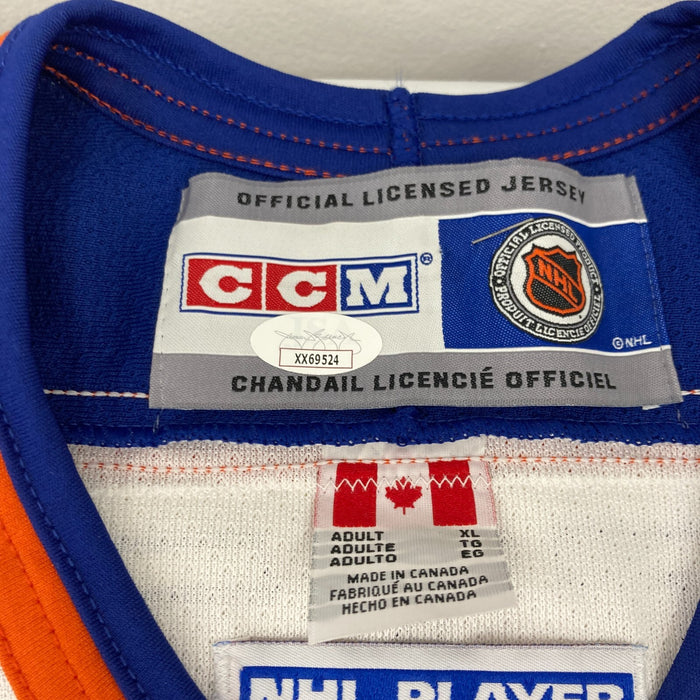 OFFICIAL LICENSED JERSEY
CCM®
OFFICIAL LICENSED PRODUCT
NHL
PRODUIT LICENCIE OFFICIEL
©NHL
XX69524
CHANDAIL LICENCIÉ OFFICIEL
ADULT XL
ADULTE TG
ADULTO EG
MADE IN CANADA
FABRIQUÉ AU CANADA
HECHO EN CANADA
NHL PLAYER